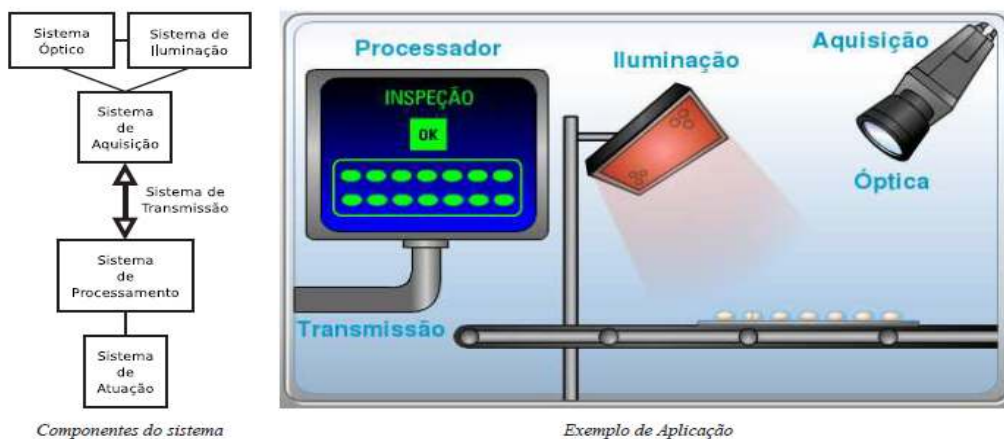 Sistema
Óptico
Sistema de
Iluminação
Sistema
de
Aquisição
Sistema de
Transmissão
Sistema
de
Processamento
Sistema
de
Atuação
Componentes do sistema
Processador
Iluminação
Aquisição
INSPEÇÃO
OK
Óptica
Transmissão
Exemplo de Aplicação